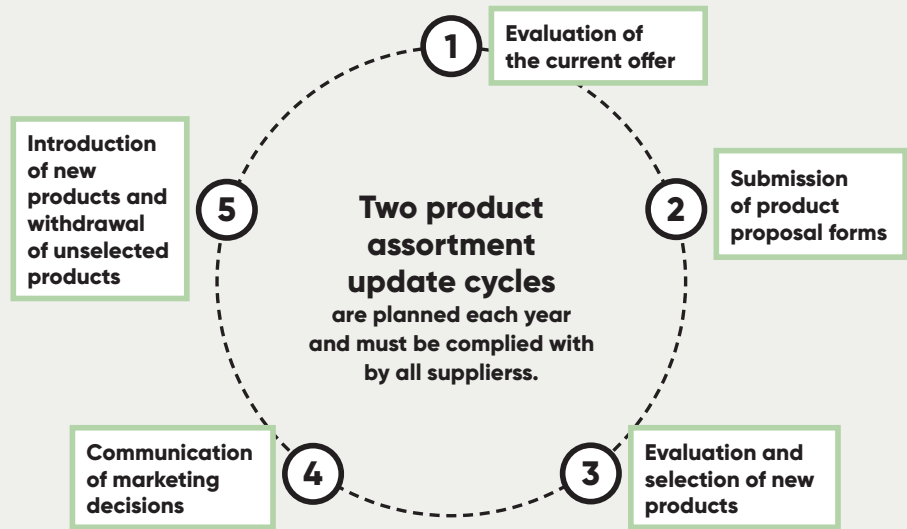 1
Evaluation of
the current offer
2
Submission
of product
proposal forms
3
Evaluation and
selection of new
products
4
Communication
of marketing
decisions
5
Introduction
of new
products and
withdrawal
of unselected
products
Two product
assortment
update cycles
are planned each year
and must be complied with
by all supplierss.